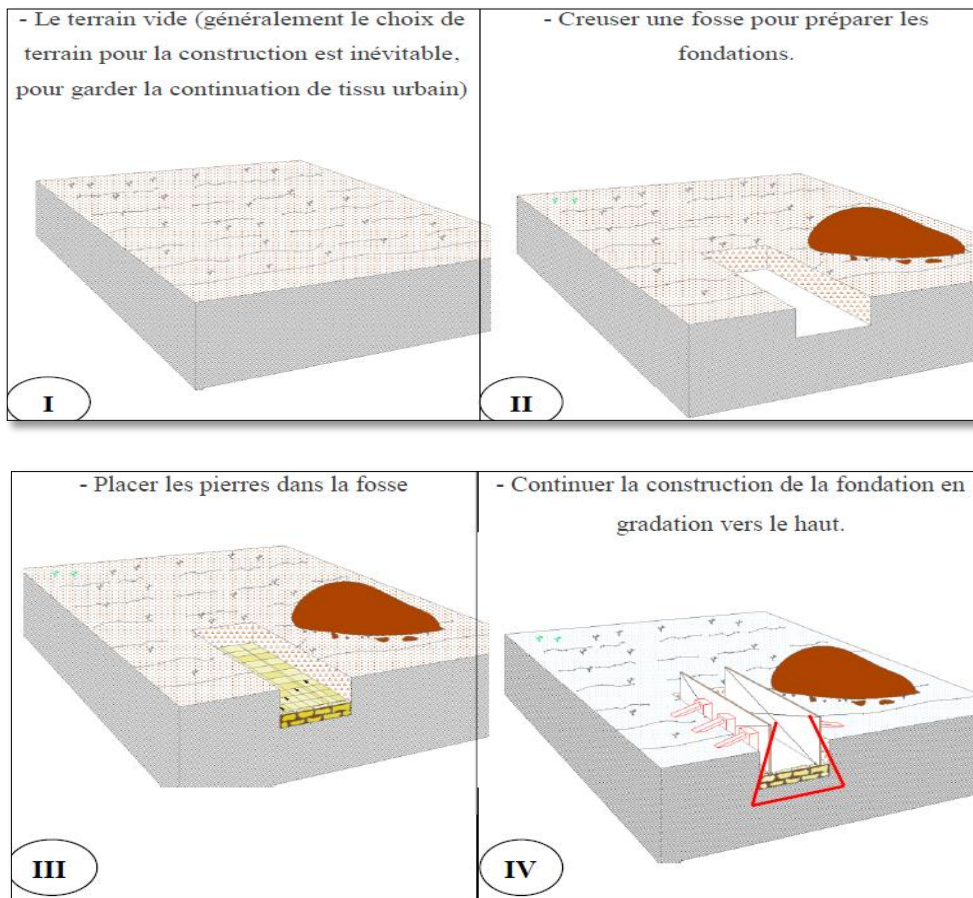 - Le terrain vide (généralement le choix de
terrain pour la construction est inévitable,
pour garder la continuation de tissu urbain)
I
- Creuser une fosse pour préparer les
fondations.
II
- Placer les pierres dans la fosse
III
- Continuer la construction de la fondation en
gradation vers le haut.
IV